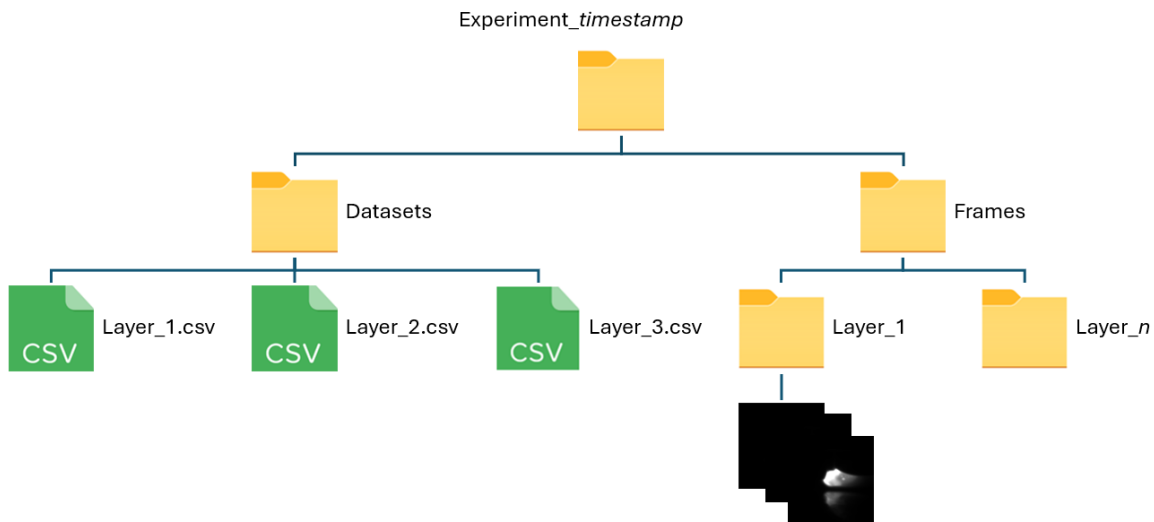 Experiment_timestamp
Datasets
Frames
CSV
Layer_1.csv
CSV
Layer_2.csv
CSV
Layer_3.csv
Layer_1
Layer_n